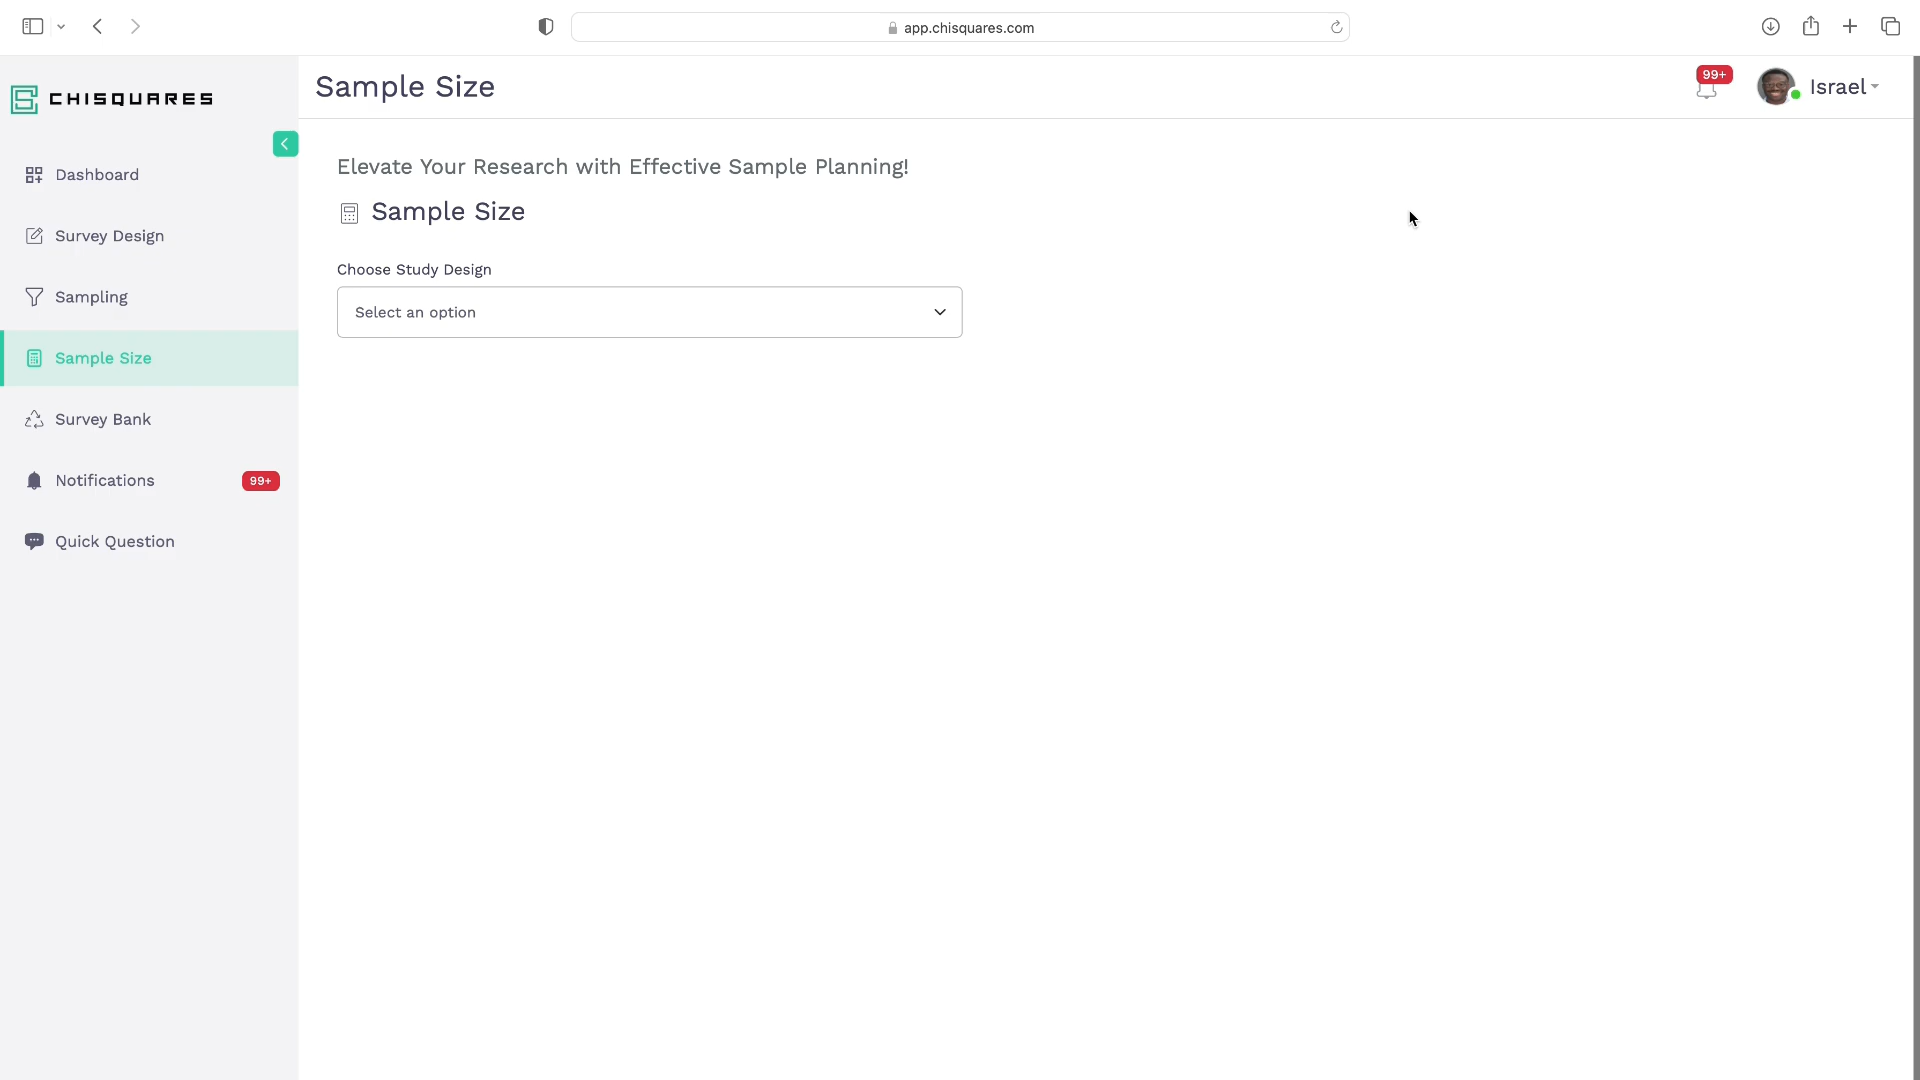 app.chisquares.com
CHISQUARES
Sample Size
99+
Israel
Dashboard
Survey Design
Sampling
Sample Size
Survey Bank
Notifications
99+
Quick Question
Elevate Your Research with Effective Sample Planning!
Sample Size
Choose Study Design
Select an option